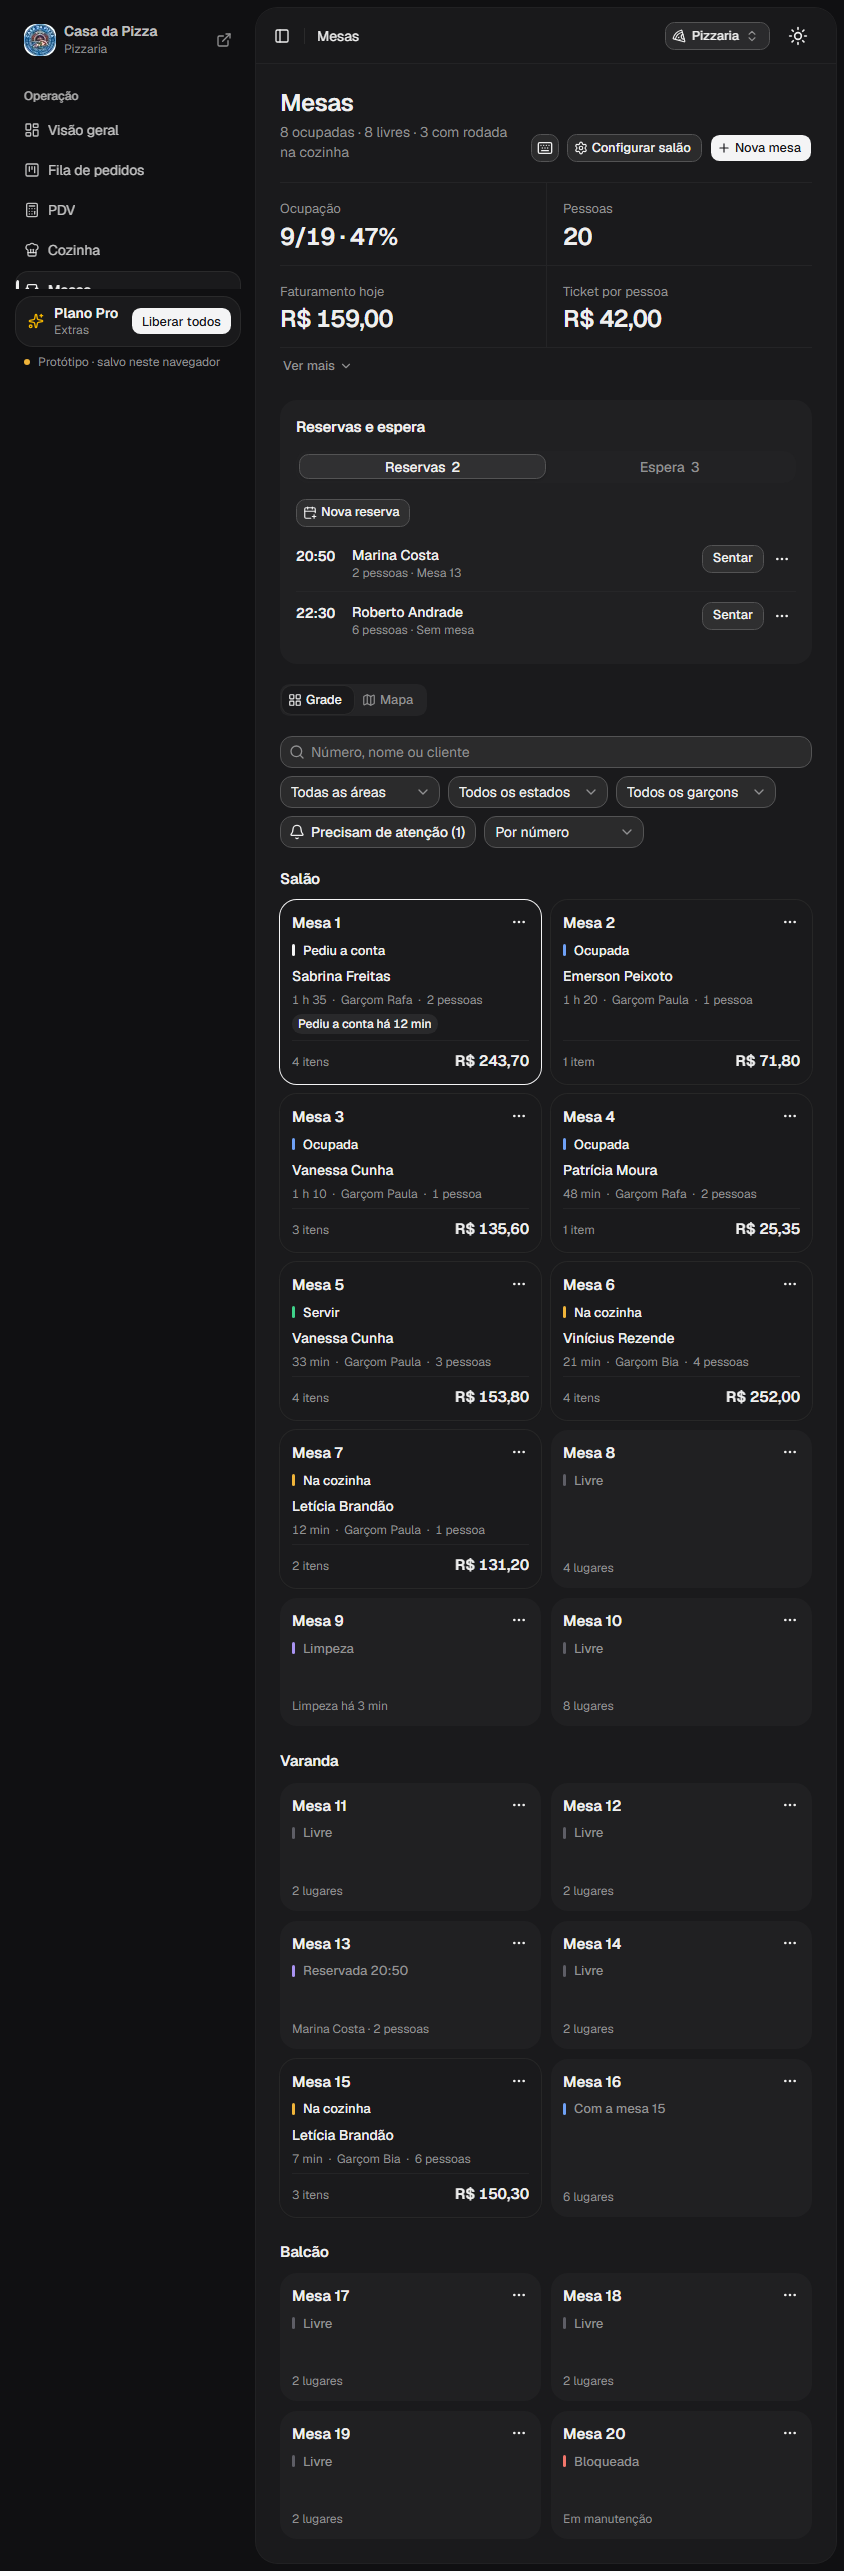 Casa da Pizza
Pizzaria
Operação
Visão geral
Fila de pedidos
PDV
Cozinha
Mesas
Plano Pro
Extras
Liberar todos
Protótipo · salvo neste navegador
Mesas
Pizzaria
Mesas
8 ocupadas · 8 livres · 3 com rodada
na cozinha
Configurar salão
Nova mesa
Ocupação
9/19 · 47%
Pessoas
20
Faturamento hoje
R$ 159,00
Ticket por pessoa
R$ 42,00
Ver mais
Reservas e espera
Reservas 2
Espera 3
Nova reserva
20:50
Marina Costa
2 pessoas · Mesa 13
Sentar
22:30
Roberto Andrade
6 pessoas · Sem mesa
Sentar
Grade
Mapa
Número, nome ou cliente
Todas as áreas
Todos os estados
Todos os garçons
Precisam de atenção (1)
Por número
Salão
Mesa 1
Pediu a conta
Sabrina Freitas
1 h 35 · Garçom Rafa · 2 pessoas
Pediu a conta há 12 min
4 itens
R$ 243,70
Mesa 2
Ocupada
Emerson Peixoto
1 h 20 · Garçom Paula · 1 pessoa
1 item
R$ 71,80
Mesa 3
Ocupada
Vanessa Cunha
1 h 10 · Garçom Paula · 1 pessoa
3 itens
R$ 135,60
Mesa 4
Ocupada
Patrícia Moura
48 min · Garçom Rafa · 2 pessoas
1 item
R$ 25,35
Mesa 5
Servir
Vanessa Cunha
33 min · Garçom Paula · 3 pessoas
4 itens
R$ 153,80
Mesa 6
Na cozinha
Vinícius Rezende
21 min · Garçom Bia · 4 pessoas
4 itens
R$ 252,00
Mesa 7
Na cozinha
Letícia Brandão
12 min · Garçom Paula · 1 pessoa
2 itens
R$ 131,20
Mesa 8
Livre
4 lugares
Mesa 9
Limpeza
Limpeza há 3 min
Mesa 10
Livre
8 lugares
Varanda
Mesa 11
Livre
2 lugares
Mesa 12
Livre
2 lugares
Mesa 13
Reservada 20:50
Marina Costa · 2 pessoas
Mesa 14
Livre
2 lugares
Mesa 15
Na cozinha
Letícia Brandão
7 min · Garçom Bia · 6 pessoas
3 itens
R$ 150,30
Mesa 16
Com a mesa 15
6 lugares
Balcão
Mesa 17
Livre
2 lugares
Mesa 18
Livre
2 lugares
Mesa 19
Livre
2 lugares
Mesa 20
Bloqueada
Em manutenção